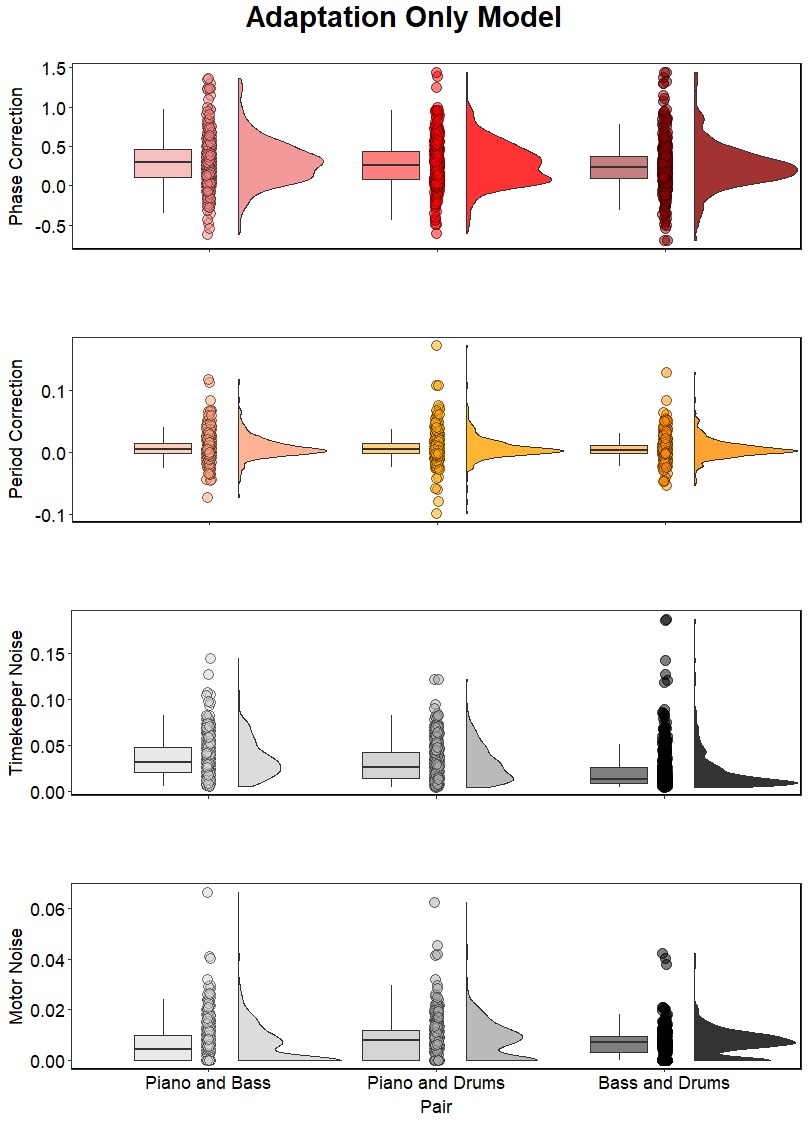 Adaptation Only Model
Phase Correction
1.5
1.0
0.5
0.0
-0.5
Period Correction
0.1
0.0
-0.1
Timekeeper Noise
0.15
0.10
0.05
0.00
Motor Noise
0.06
0.04
0.02
0.00
Piano and Bass
Piano and Drums
Bass and Drums
Pair